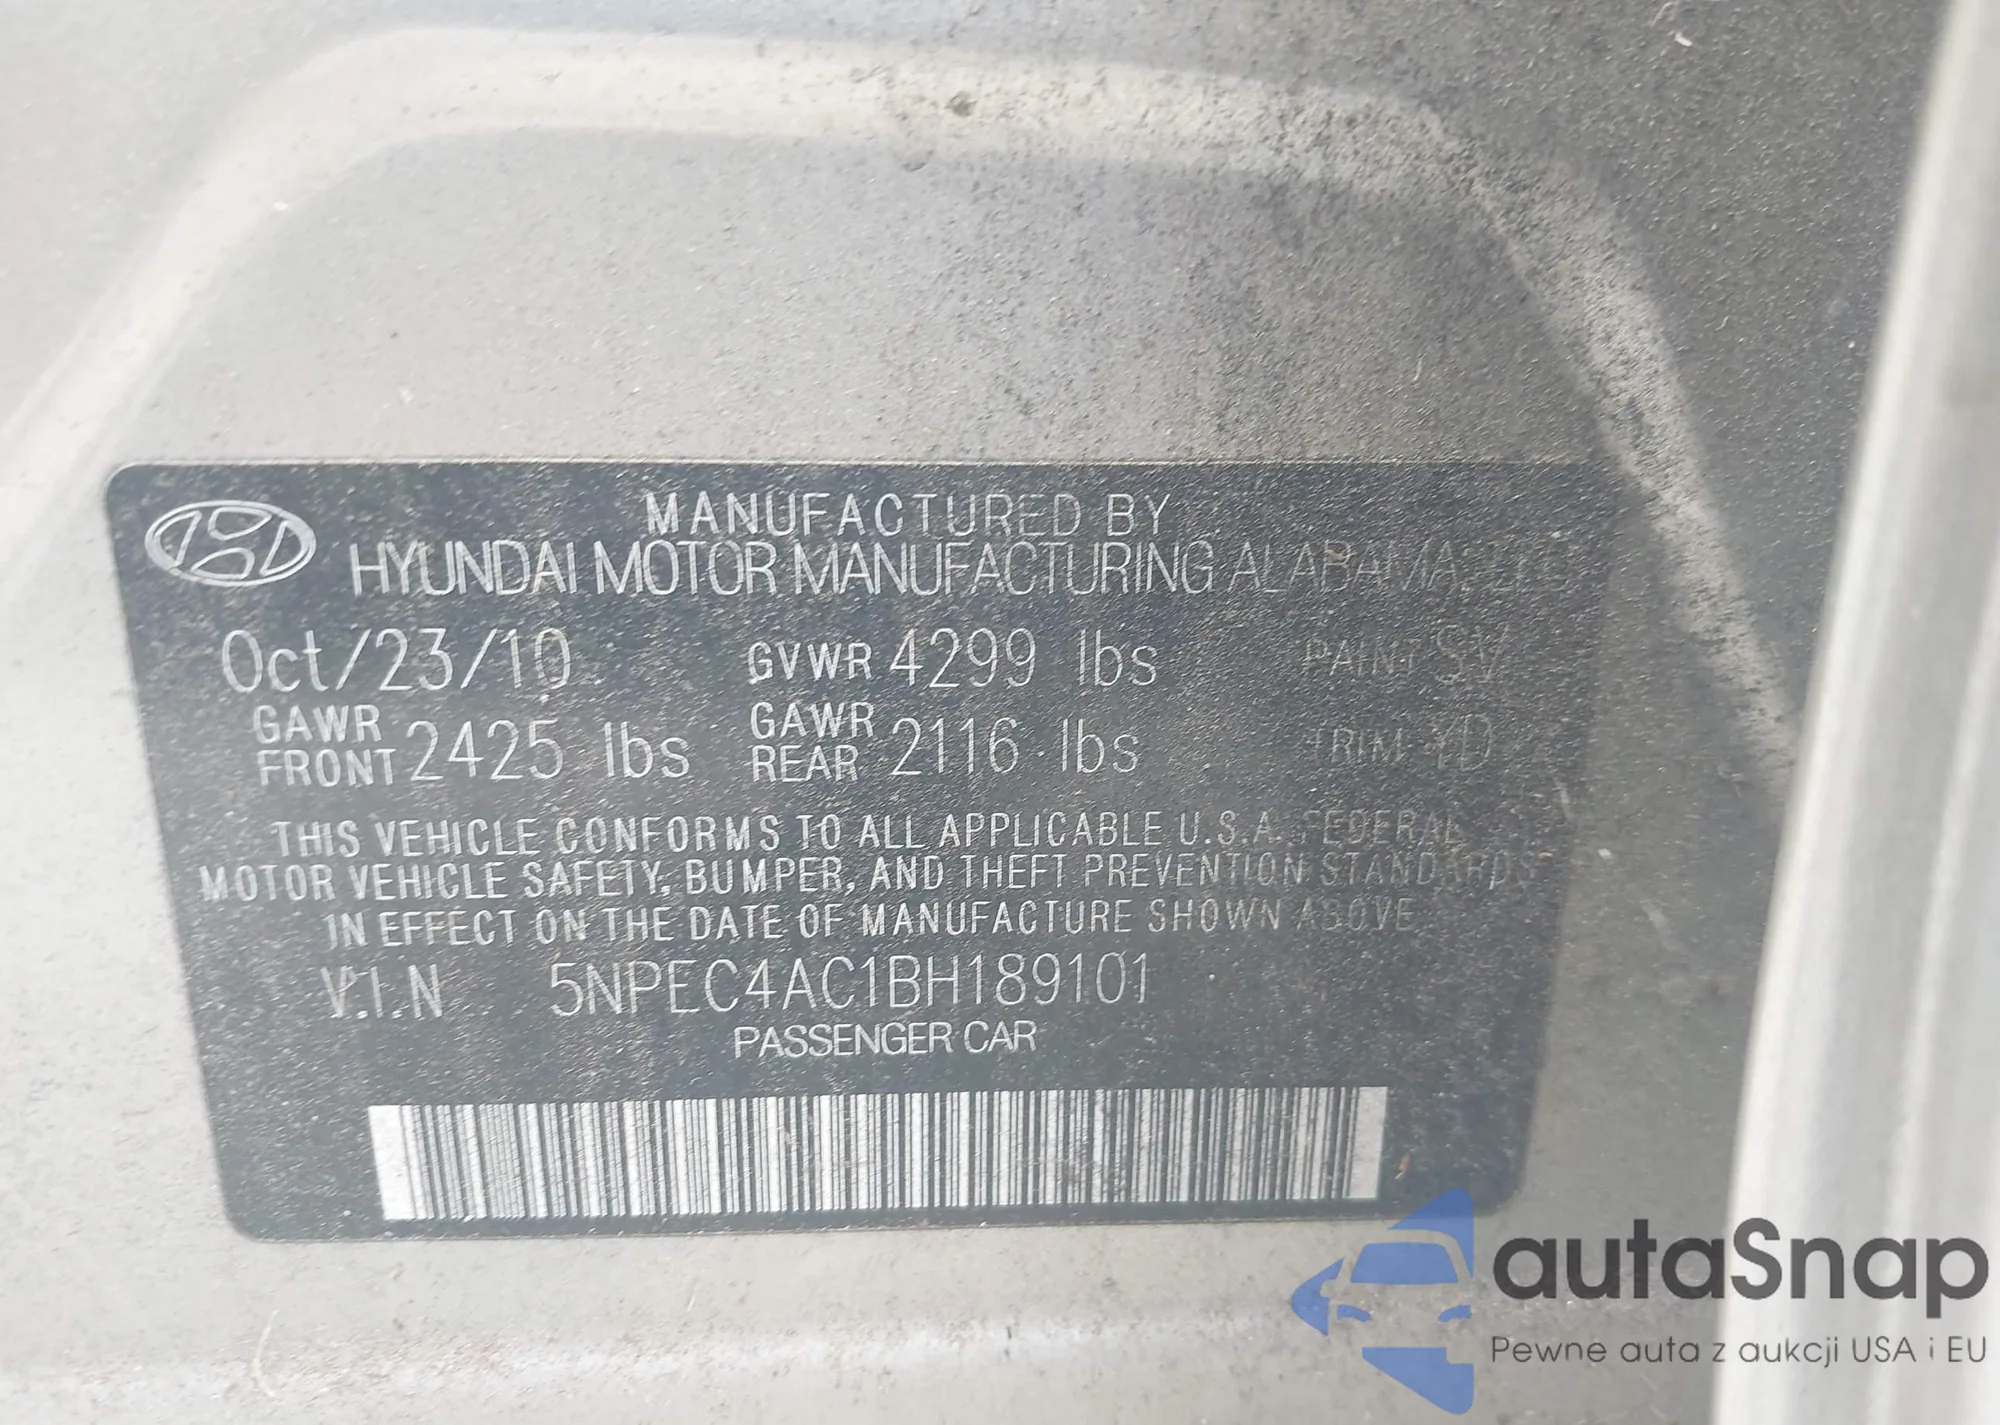 MANUFACTURED BY
HYUNDAI MOTOR MANUFACTURING ALABAMA, LLC
Oct/23/10 GVWR 4299 lbs PAINT SV
GAWR FRONT 2425 lbs GAWR REAR 2116 lbs TRIM YD
THIS VEHICLE CONFORMS TO ALL APPLICABLE U.S.A. FEDERAL
MOTOR VEHICLE SAFETY, BUMPER, AND THEFT PREVENTION STANDARDS
IN EFFECT ON THE DATE OF MANUFACTURE SHOWN ABOVE
V.I.N 5NPEC4AC1BH189101
PASSENGER CAR
autaSnap
Pewne auta z aukcji USA i EU